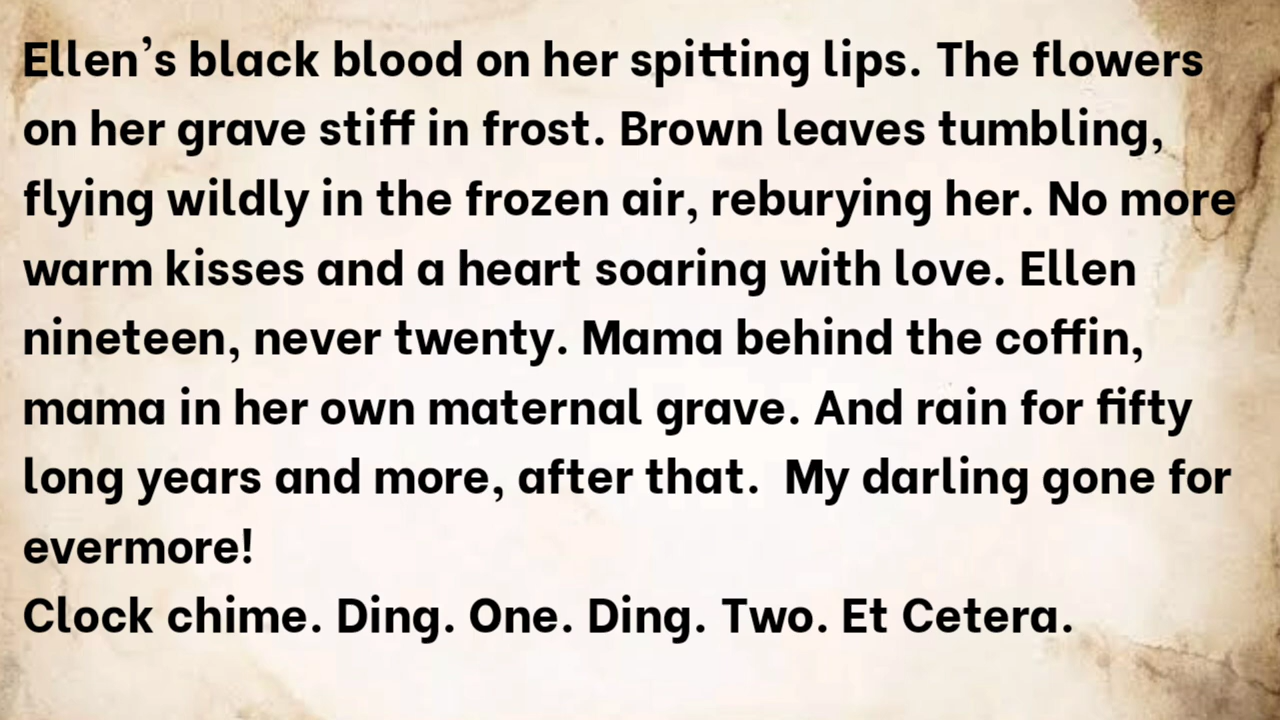 Ellen’s black blood on her spitting lips. The flowers
on her grave stiff in frost. Brown leaves tumbling,
flying wildly in the frozen air, reburying her. No more
warm kisses and a heart soaring with love. Ellen
nineteen, never twenty. Mama behind the coffin,
mama in her own maternal grave. And rain for fifty
long years and more, after that.  My darling gone for
evermore!
Clock chime. Ding. One. Ding. Two. Et Cetera.